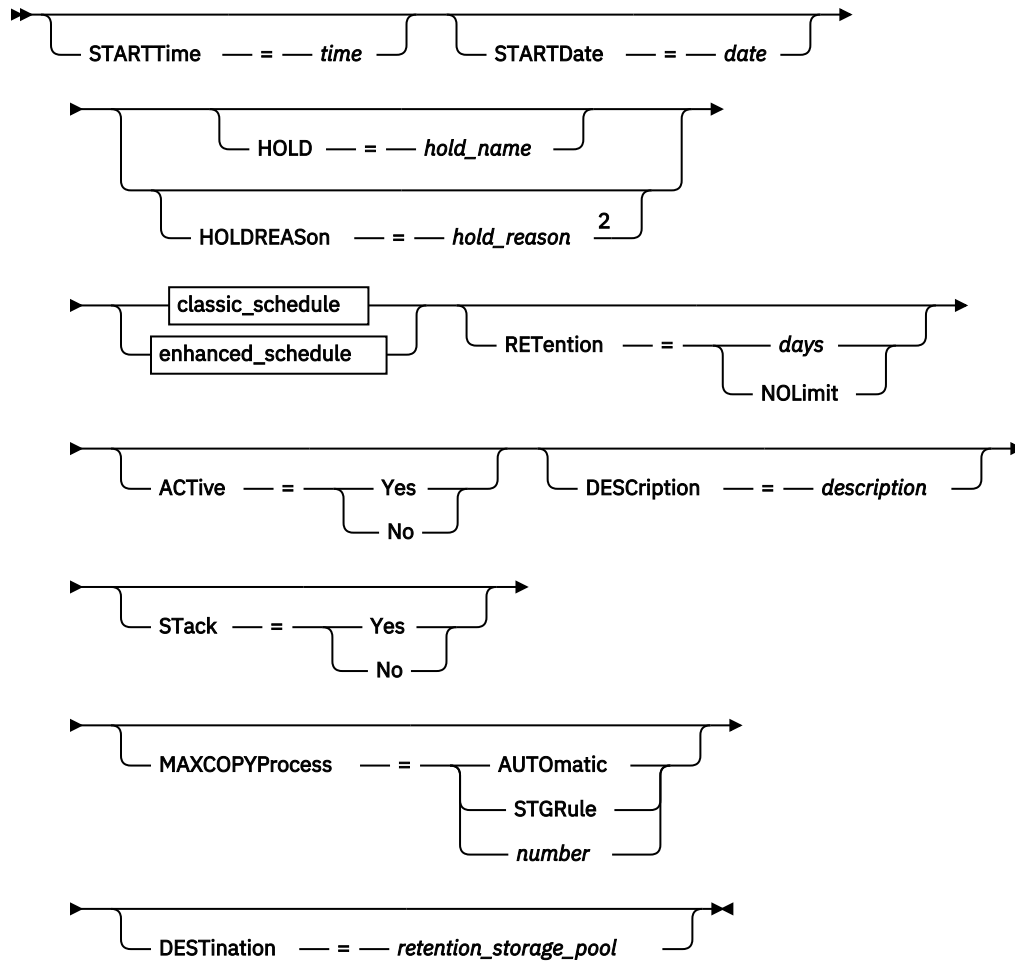 STARTTime = time STARTDate = date
HOLD = hold_name
HOLDREASon = hold_reason 2
classic_schedule
enhanced_schedule
RETention = days
NOLimit
ACTive = Yes
No
DESCription = description
STack = Yes
No
MAXCOPYProcess = AUTOmatic
STGRule
number
DESTination = retention_storage_pool